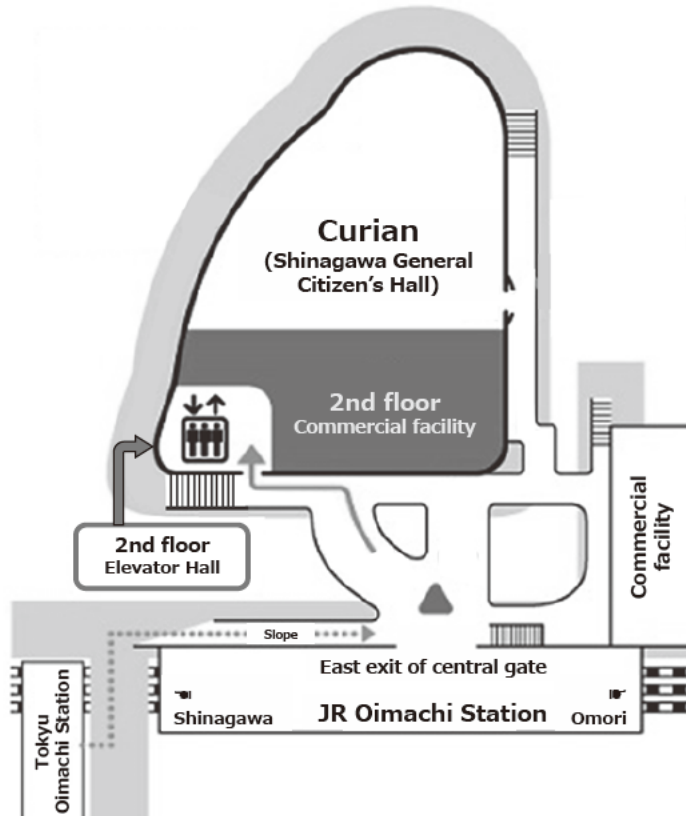 Curian
(Shinagawa General
Citizen's Hall)
2nd floor
Commercial facility
2nd floor
Elevator Hall
Commercial
facility
Slope
East exit of central gate
Shinagawa
JR Oimachi Station
Omori
Tokyu
Oimachi Station